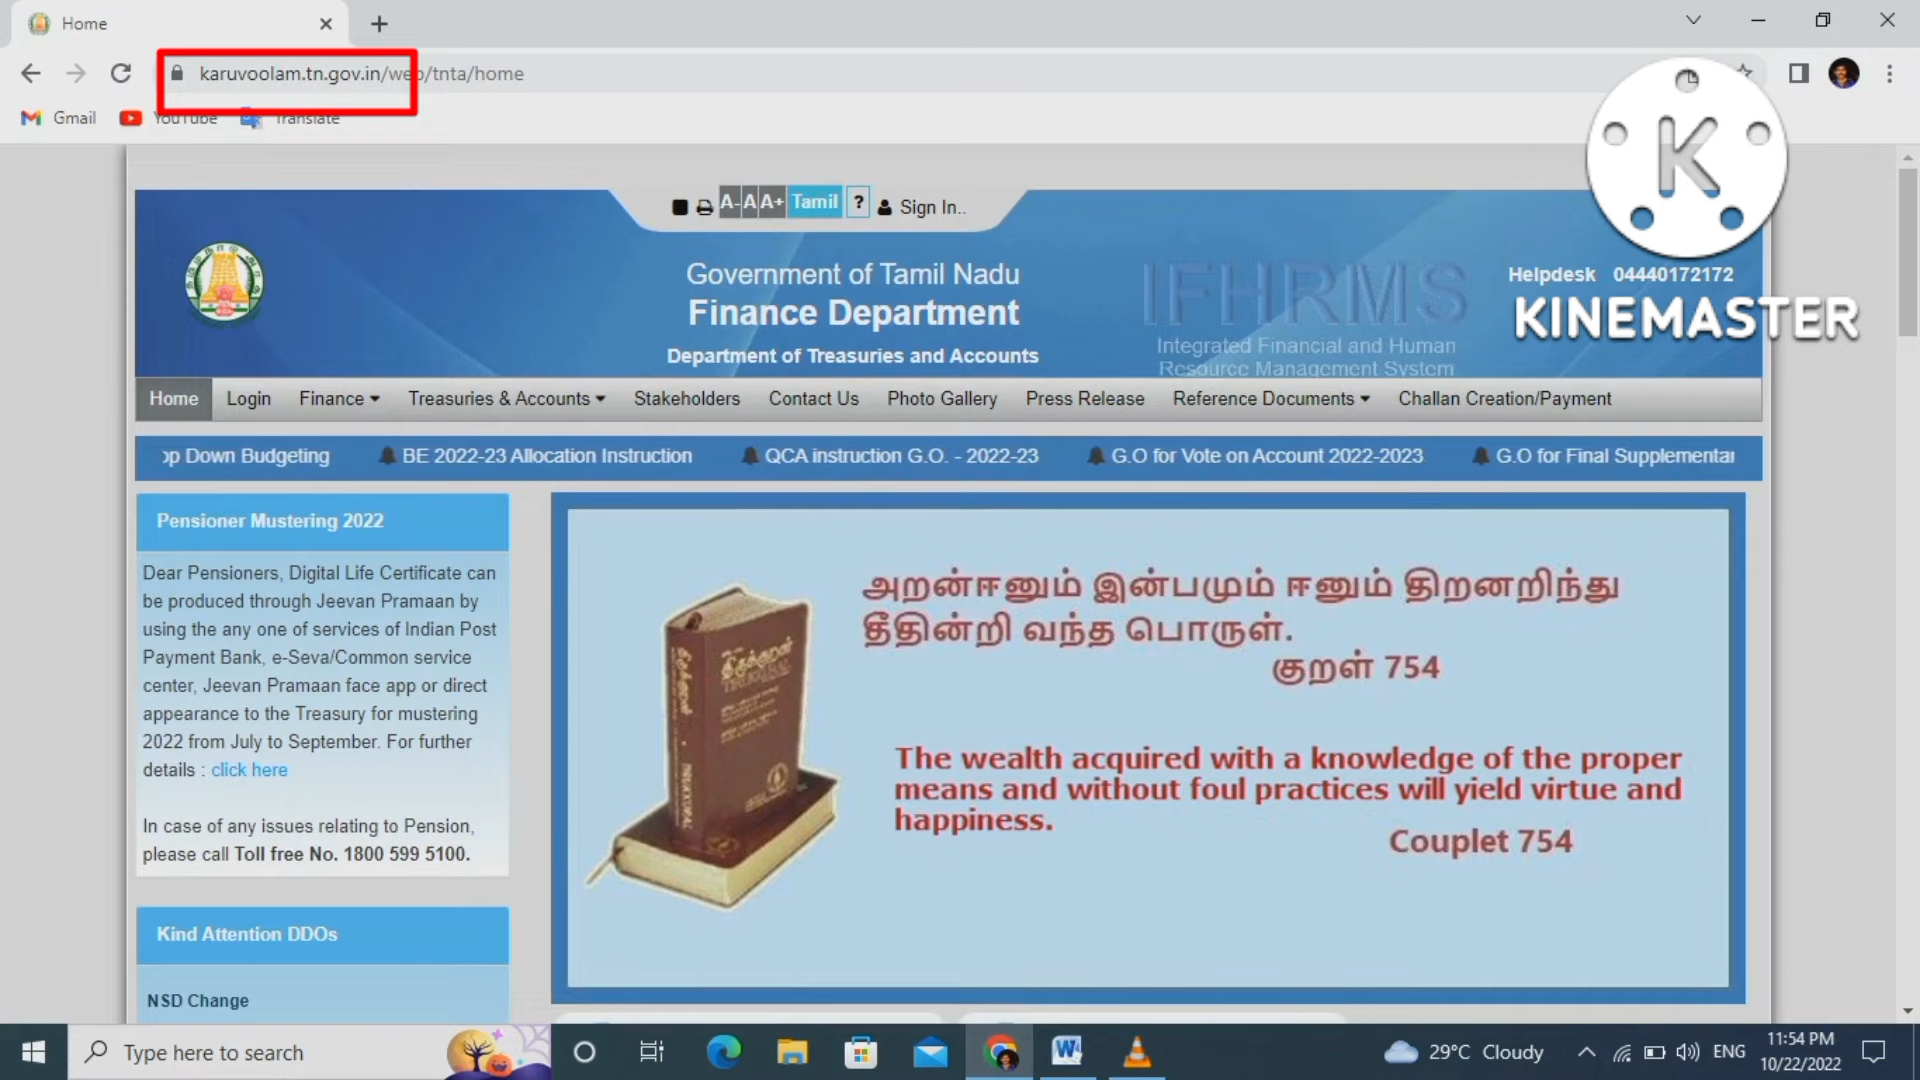 Home
karuvoolam.tn.gov.in/web/tnta/home
Gmail YouTube Translate
A- A A+ Tamil ? Sign In..
Government of Tamil Nadu
Finance Department
Department of Treasuries and Accounts
IFHRMS
Integrated Financial and Human
Resource Management System
Helpdesk 04440172172
K
KINEMASTER
Home Login Finance Treasuries & Accounts Stakeholders Contact Us Photo Gallery Press Release Reference Documents Challan Creation/Payment
op Down Budgeting BE 2022-23 Allocation Instruction QCA instruction G.O. - 2022-23 G.O for Vote on Account 2022-2023 G.O for Final Supplementar
Pensioner Mustering 2022
Dear Pensioners, Digital Life Certificate can
be produced through Jeevan Pramaan by
using the any one of services of Indian Post
Payment Bank, e-Seva/Common service
center, Jeevan Pramaan face app or direct
appearance to the Treasury for mustering
2022 from July to September. For further
details : click here
In case of any issues relating to Pension,
please call Toll free No. 1800 599 5100.
Kind Attention DDOs
NSD Change
அறன்ஈனும் இன்பமும் ஈனும் திறனறிந்து
தீதின்றி வந்த பொருள்.
குறள் 754
The wealth acquired with a knowledge of the proper
means and without foul practices will yield virtue and
happiness.
Couplet 754
திருக்குறள்
Type here to search
29°C Cloudy
ENG
11:54 PM
10/22/2022